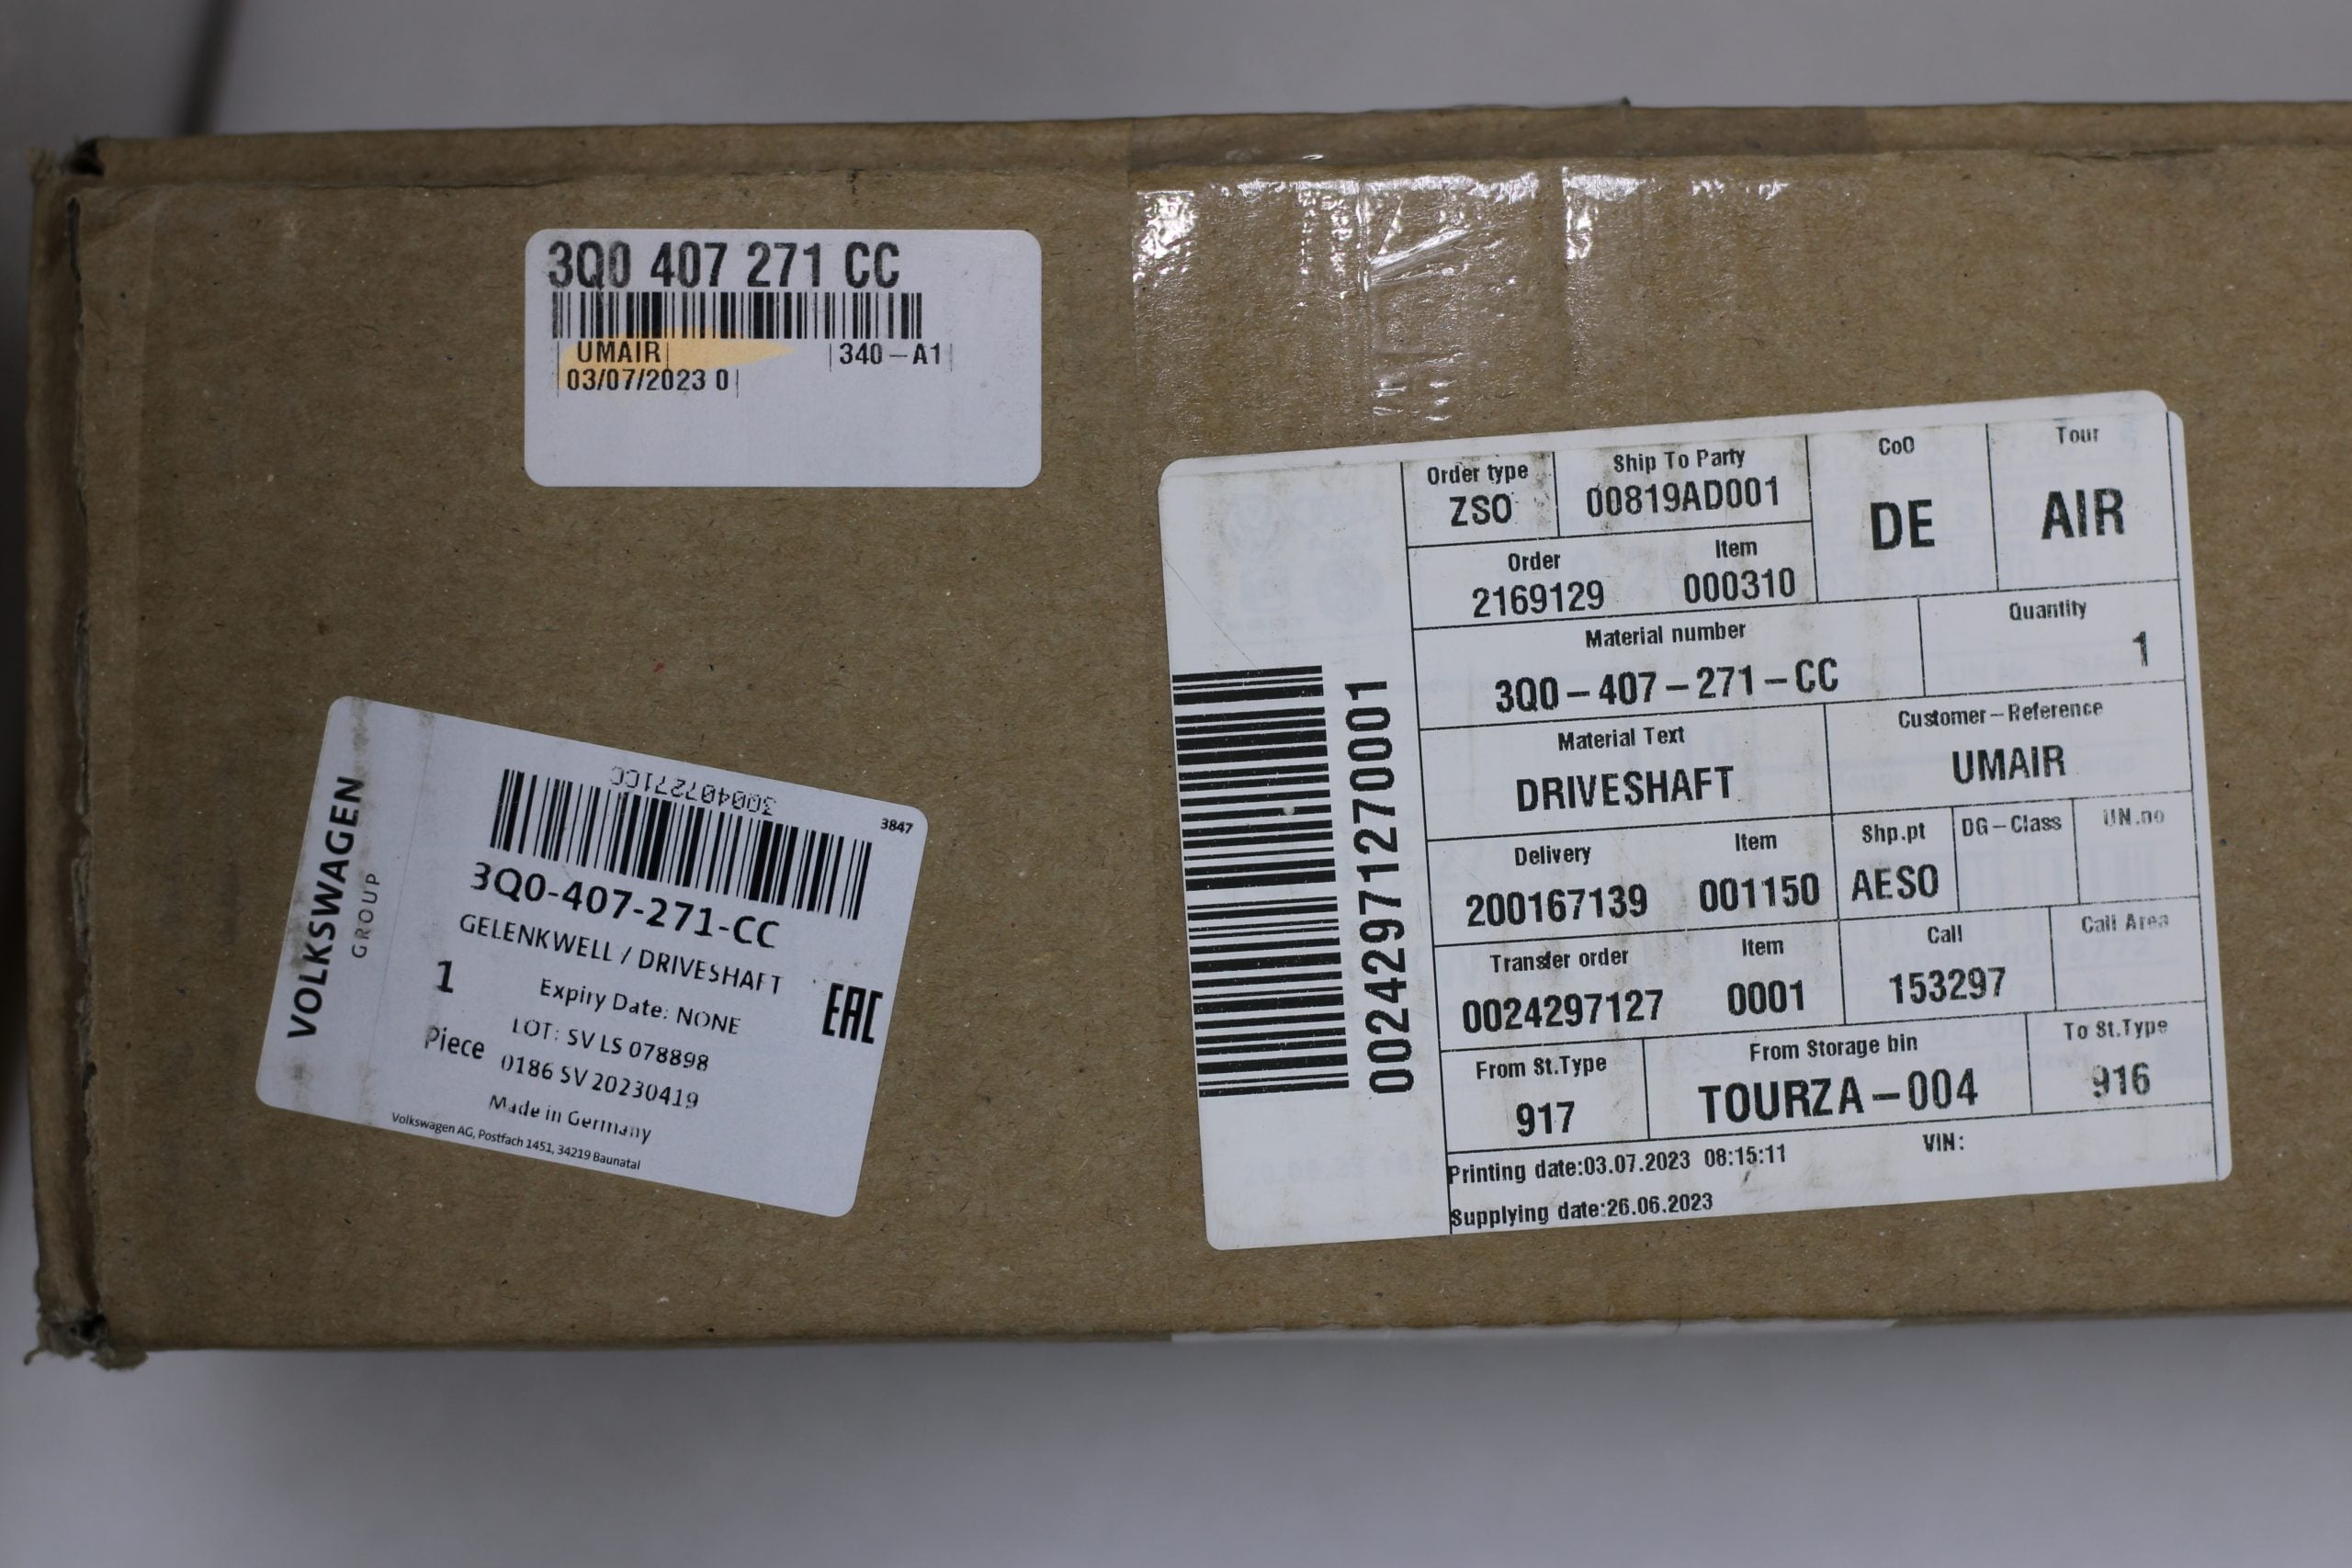 3Q0 407 271 CC
UMAIR 340-A1
03/07/2023 0
VOLKSWAGEN
GROUP
3Q0407271CC
3847
3Q0-407-271-CC
GELENKWELL / DRIVESHAFT
1 Piece
Expiry Date: NONE
LOT: SV LS 078898
0186 SV 20230419
EAC
Made in Germany
Volkswagen AG, Postfach 1451, 34219 Baunatal
00242971270001
Order type Ship To Party CoO Tour
ZSO 00819AD001 DE AIR
Order Item
2169129 000310
Material number Quantity
3Q0-407-271-CC 1
Material Text Customer-Reference
DRIVESHAFT UMAIR
Delivery Item Shp.pt DG-Class UN.no
200167139 001150 AESO
Transfer order Item Call Call Area
0024297127 0001 153297
From St.Type From Storage bin To St.Type
917 TOURZA-004 916
Printing date:03.07.2023 08:15:11 VIN:
Supplying date:26.06.2023